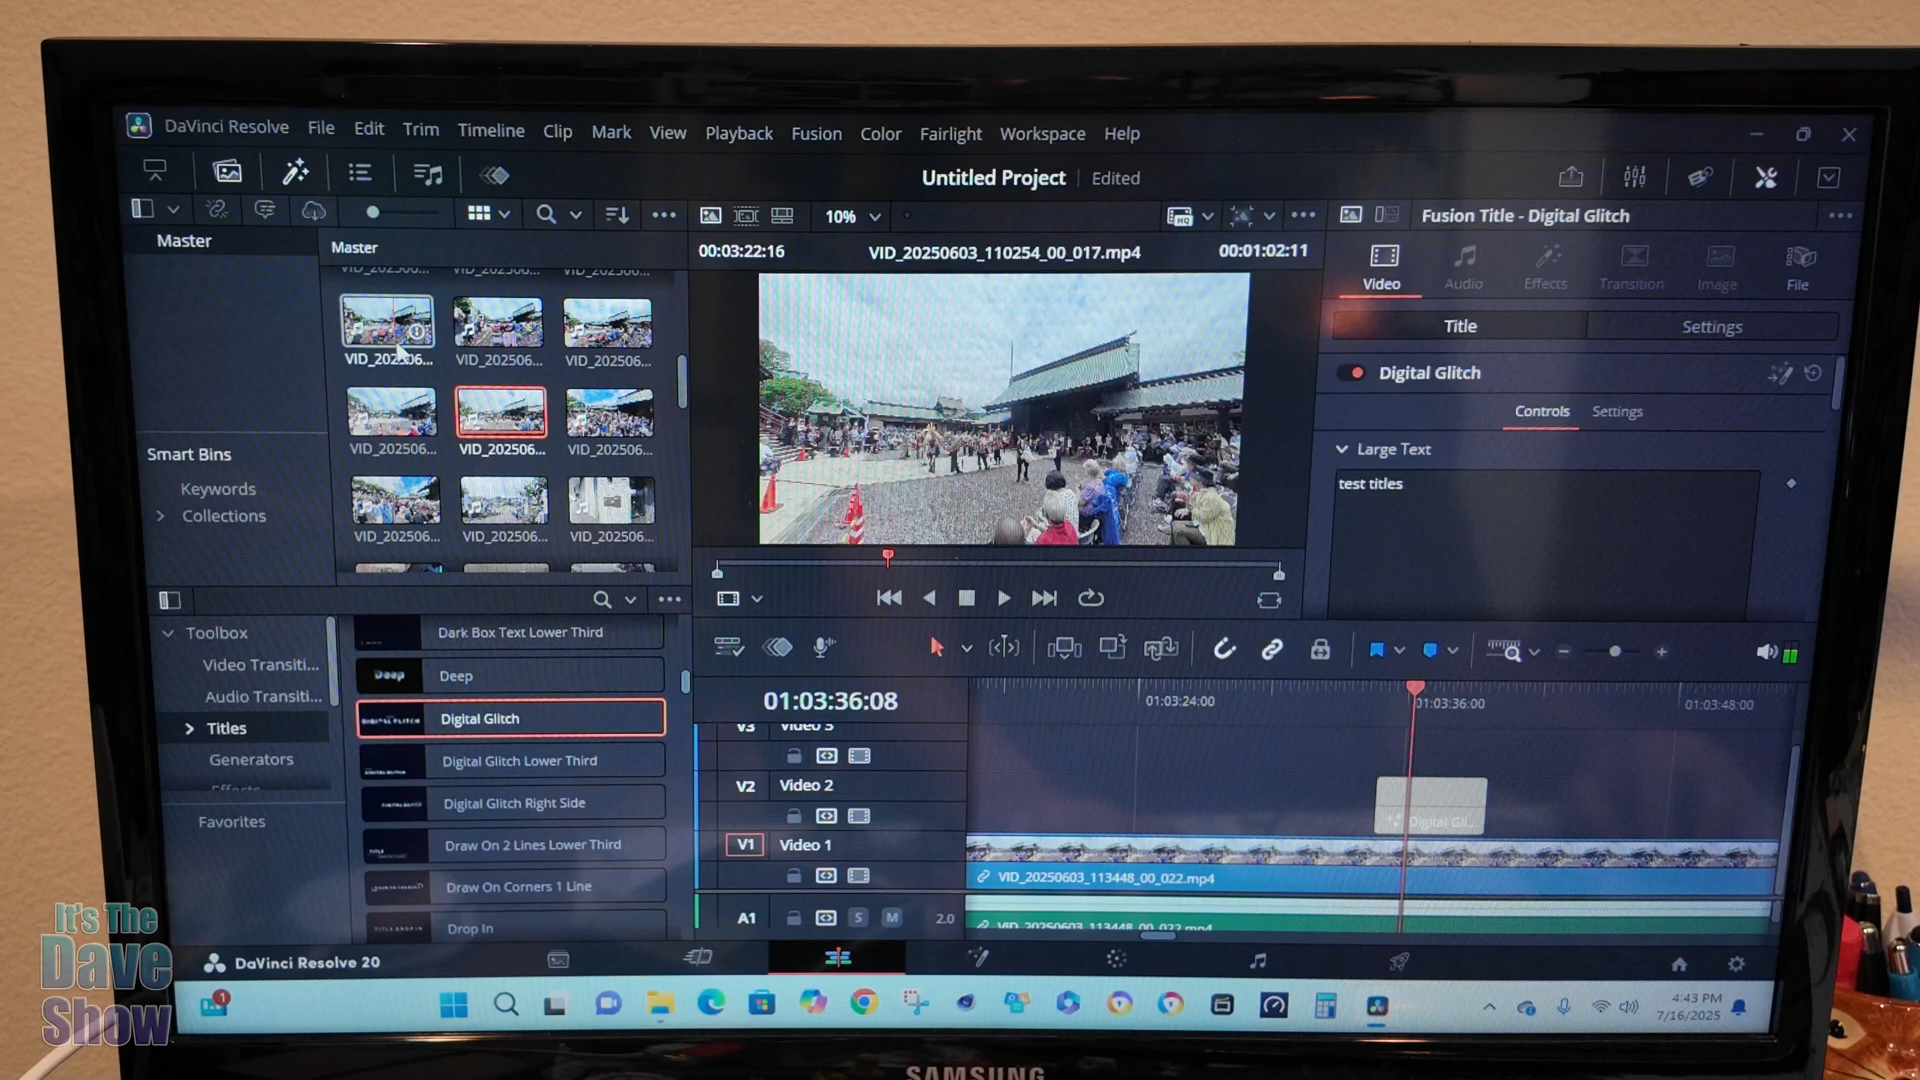 DaVinci Resolve File Edit Trim Timeline Clip Mark View Playback Fusion Color Fairlight Workspace Help
Untitled Project Edited
10%
Fusion Title - Digital Glitch
Master
Master
00:03:22:16 VID_20250603_110254_00_017.mp4 00:01:02:11
Video Audio Effects Transition Image File
VID_202506... VID_202506... VID_202506...
Title Settings
Digital Glitch
Controls Settings
Large Text
test titles
VID_202506... VID_202506... VID_202506...
Smart Bins
Keywords
Collections
VID_202506... VID_202506... VID_202506...
Toolbox
Video Transiti...
Audio Transiti...
Titles
Generators
Effects
Favorites
Dark Box Text Lower Third
Deep Deep
DIGITAL GLITCH Digital Glitch
Digital Glitch Lower Third
Digital Glitch Right Side
TITLE Draw On 2 Lines Lower Third
Draw On Corners 1 Line
Drop In
01:03:36:08
01:03:24:00 01:03:36:00 01:03:48:00
V3 Video 3
V2 Video 2
Digital Gli...
V1 Video 1
VID_20250603_113448_00_022.mp4
A1 S M 2.0
VID_20250603_113448_00_022.mp4
DaVinci Resolve 20
1
4:43 PM
7/16/2025
SAMSUNG
It's The
Dave
Show